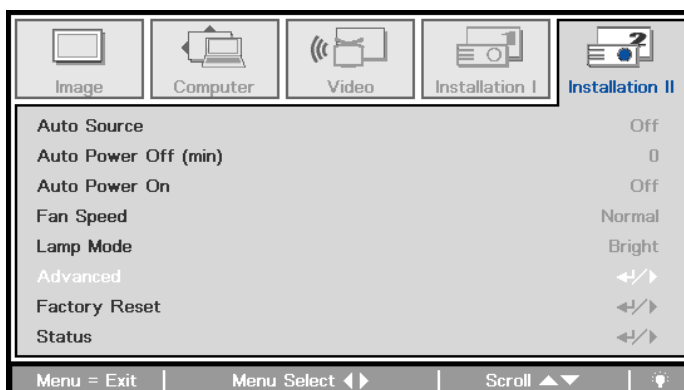 Image Computer Video Installation I Installation II
Auto Source Off
Auto Power Off (min) 0
Auto Power On Off
Fan Speed Normal
Lamp Mode Bright
Advanced ↵/▶
Factory Reset ↵/▶
Status ↵/▶
Menu = Exit Menu Select ◀▶ Scroll ▲▼